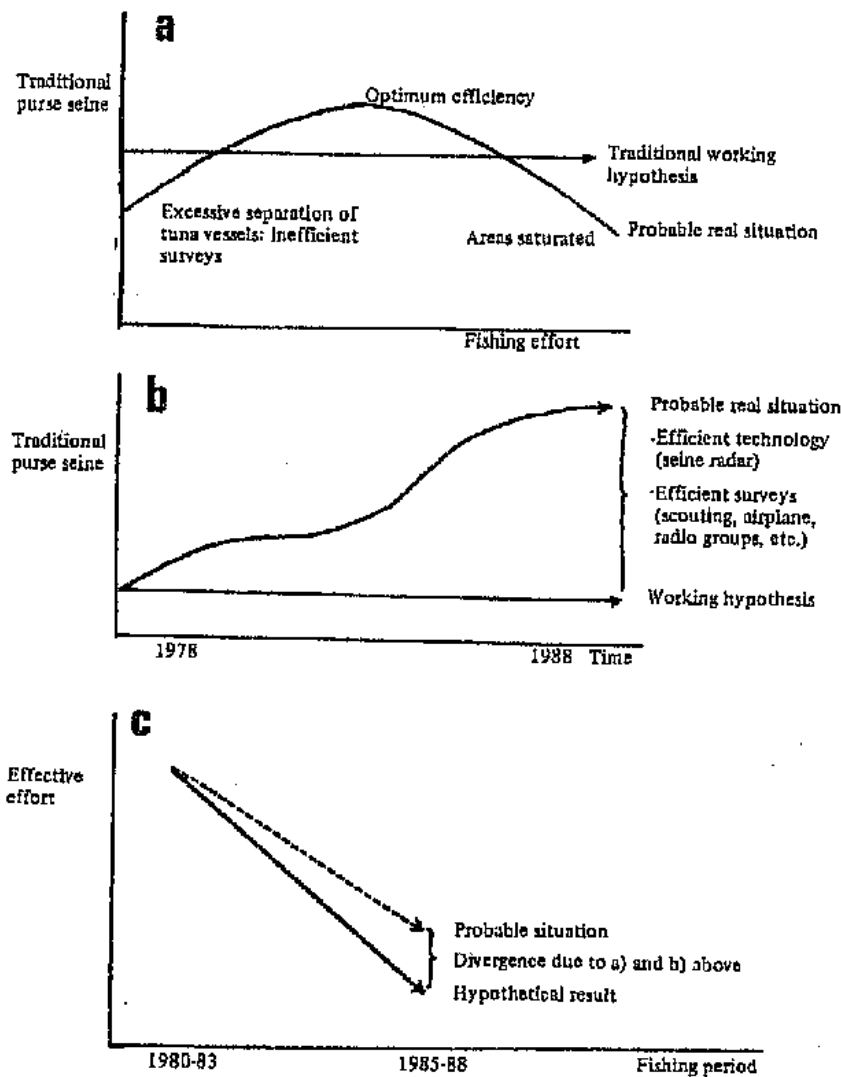 a
Traditional
purse seine
Optimum efficiency
Traditional working
hypothesis
Excessive separation of
tuna vessels: Inefficient
surveys
Areas saturated
Probable real situation
Fishing effort
b
Traditional
purse seine
Probable real situation
-Efficient technology
(seine radar)
-Efficient surveys
(scouting, airplane,
radio groups, etc.)
Working hypothesis
1978
1988
Time
c
Effective
effort
Probable situation
Divergence due to a) and b) above
Hypothetical result
1980-83
1985-88
Fishing period